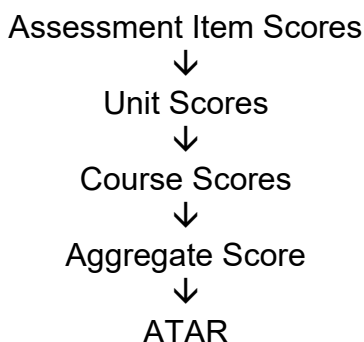 Assessment Item Scores
↓
Unit Scores
↓
Course Scores
↓
Aggregate Score
↓
ATAR